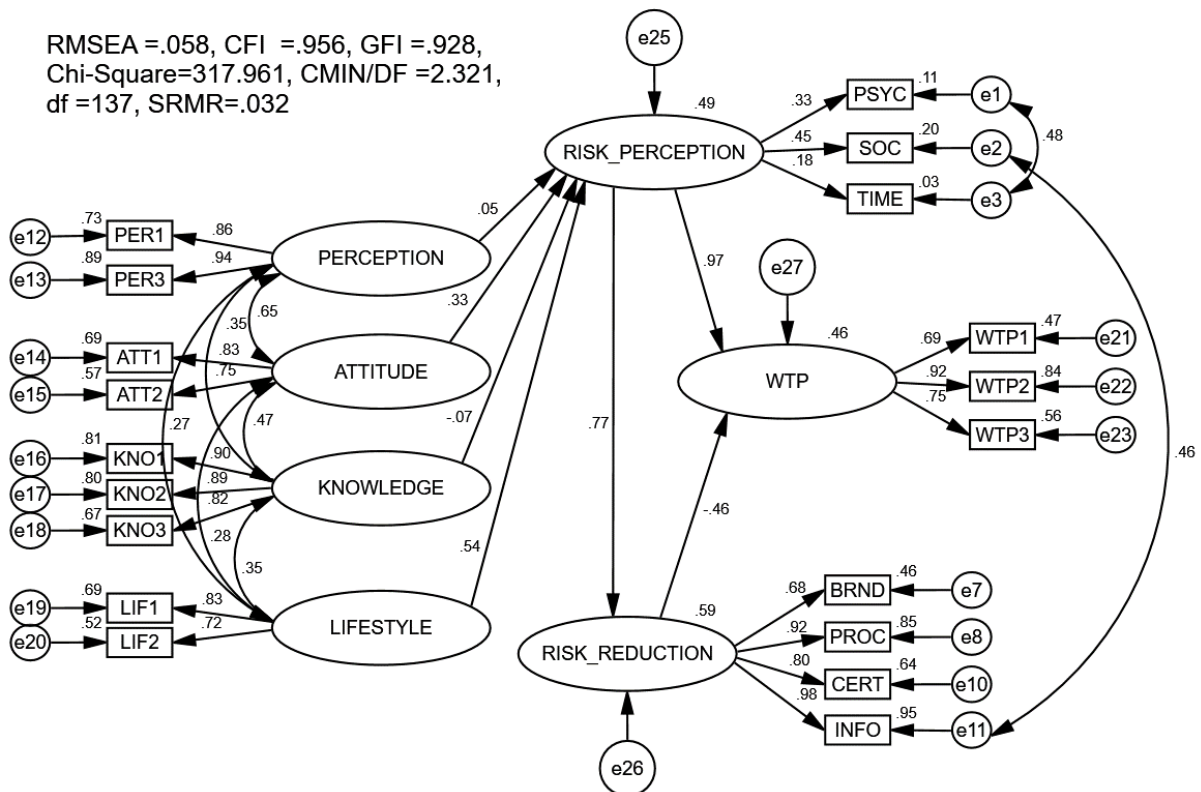 RMSEA =.058, CFI =.956, GFI =.928,
Chi-Square=317.961, CMIN/DF =2.321,
df =137, SRMR=.032
e25
.49
RISK_PERCEPTION
.33
PSYC
.11
e1
.45
SOC
.20
e2
.18
TIME
.03
e3
.48
.46
e12
.73
PER1
.86
e13
.89
PER3
.94
PERCEPTION
.05
e14
.69
ATT1
.83
e15
.57
ATT2
.75
ATTITUDE
.33
.35
.65
.27
.47
e16
.81
KNO1
.90
e17
.80
KNO2
.89
e18
.67
KNO3
.82
KNOWLEDGE
-.07
.28
.35
e19
.69
LIF1
.83
e20
.52
LIF2
.72
LIFESTYLE
.54
.97
e27
.46
WTP
.69
WTP1
.47
e21
.92
WTP2
.84
e22
.75
WTP3
.56
e23
.77
-.46
.59
RISK_REDUCTION
e26
.68
BRND
.46
e7
.92
PROC
.85
e8
.80
CERT
.64
e10
.98
INFO
.95
e11